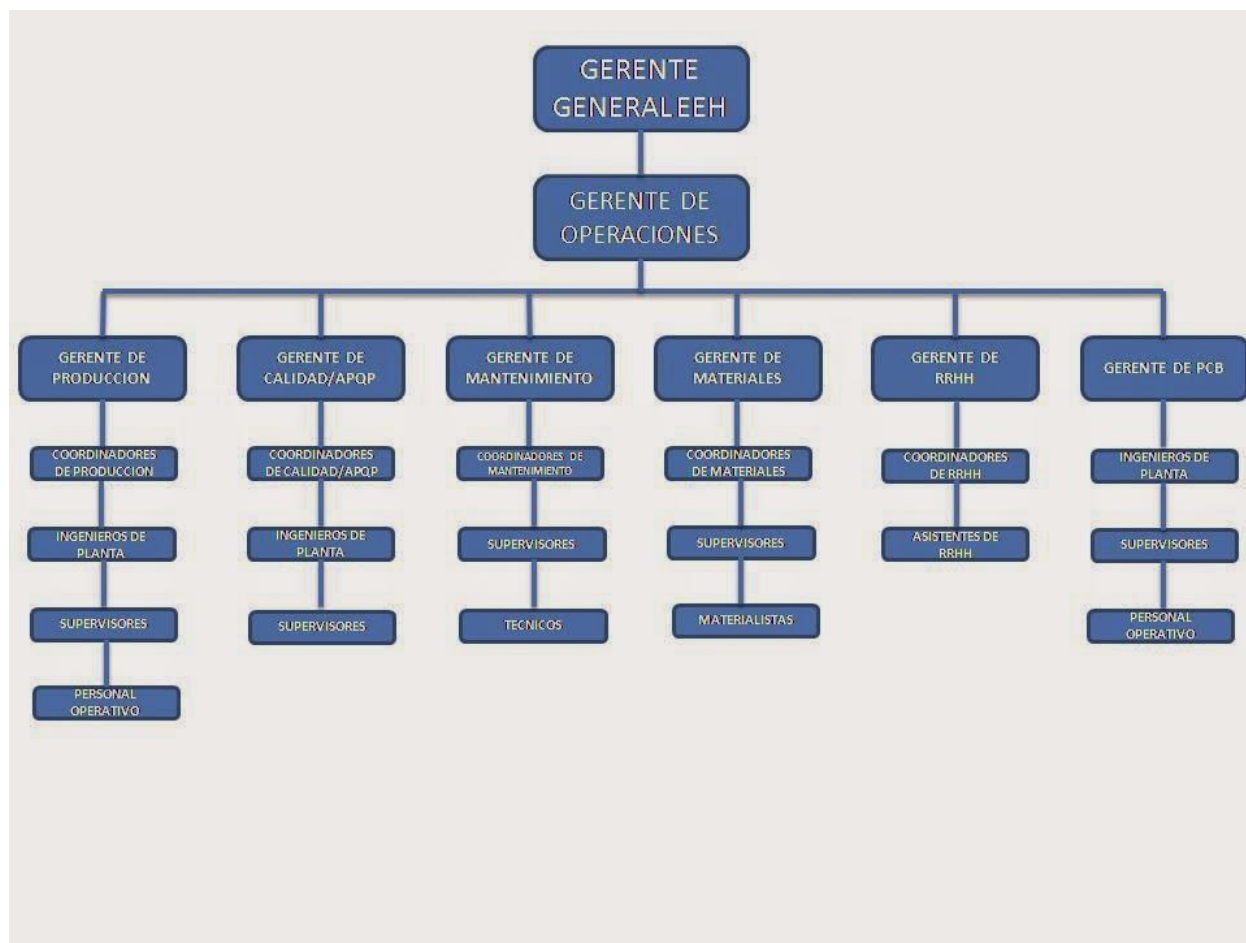 GERENTE
GENERAL EEH
GERENTE DE
OPERACIONES
GERENTE DE
PRODUCCION
GERENTE DE
CALIDAD/APQP
GERENTE DE
MANTENIMIENTO
GERENTE DE
MATERIALES
GERENTE DE
RRHH
GERENTE DE PCB
COORDINADORES
DE PRODUCCION
COORDINADORES
DE CALIDAD/APQP
COORDINADORES DE
MANTENIMIENTO
COORDINADORES
DE MATERIALES
COORDINADORES
DE RRHH
INGENIEROS DE
PLANTA
INGENIEROS DE
PLANTA
INGENIEROS DE
PLANTA
SUPERVISORES
SUPERVISORES
ASISTENTES DE
RRHH
SUPERVISORES
SUPERVISORES
SUPERVISORES
TECNICOS
MATERIALISTAS
PERSONAL
OPERATIVO
PERSONAL
OPERATIVO